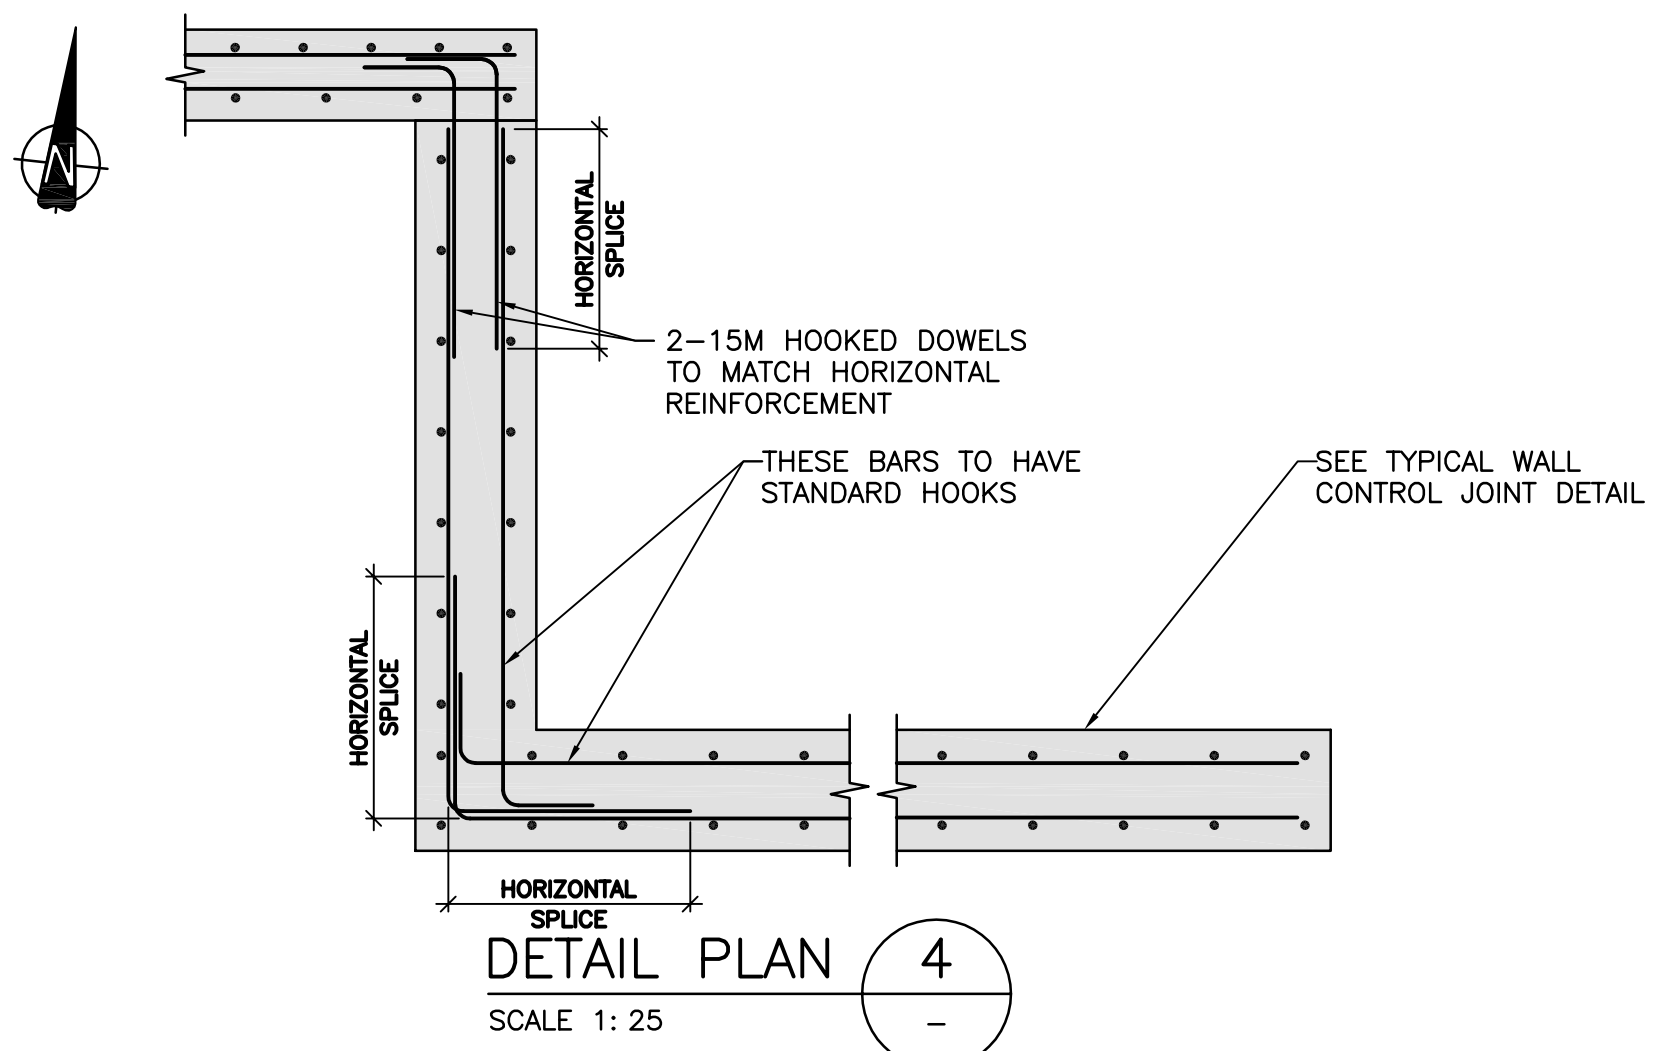 N
HORIZONTAL
SPLICE
2-15M HOOKED DOWELS
TO MATCH HORIZONTAL
REINFORCEMENT
THESE BARS TO HAVE
STANDARD HOOKS
SEE TYPICAL WALL
CONTROL JOINT DETAIL
HORIZONTAL
SPLICE
HORIZONTAL
SPLICE
DETAIL PLAN
4
SCALE 1:25
-